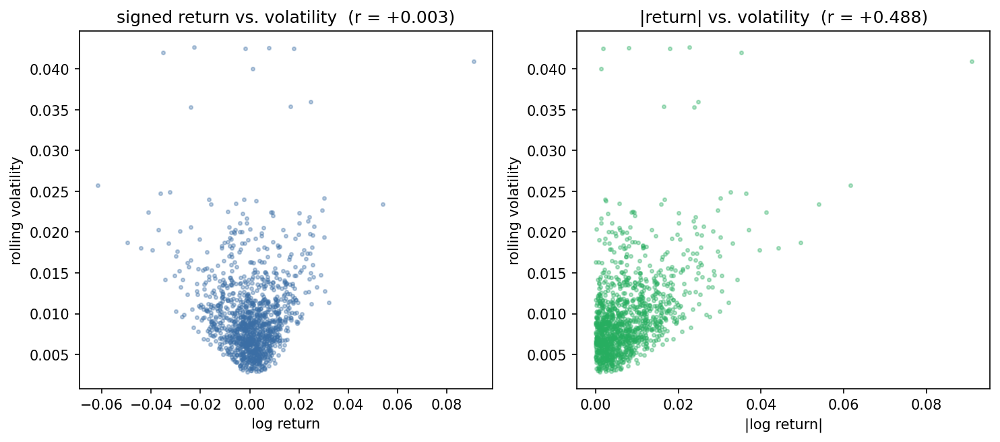 signed return vs. volatility  (r = +0.003)
0.040
0.035
0.030
0.025
0.020
0.015
0.010
0.005
rolling volatility
−0.06 −0.04 −0.02 0.00 0.02 0.04 0.06 0.08
log return
|return| vs. volatility  (r = +0.488)
0.040
0.035
0.030
0.025
0.020
0.015
0.010
0.005
rolling volatility
0.00 0.02 0.04 0.06 0.08
|log return|